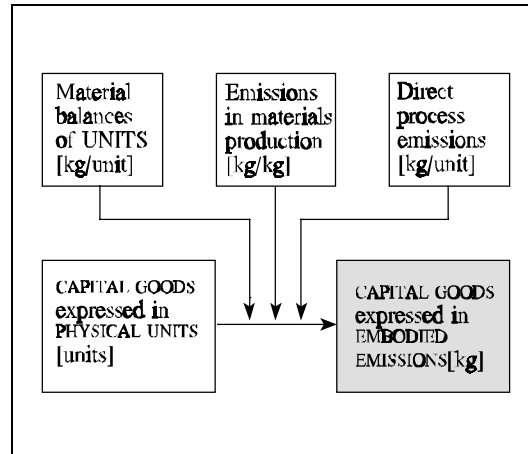 Material
balances
of UNITS
[kg/unit]
Emissions
in materials
production
[kg/kg]
Direct
process
emissions
[kg/unit]
CAPITAL GOODS
expressed in
PHYSICAL UNITS
[units]
CAPITAL GOODS
expressed in
EMBODIED
EMISSIONS[kg]